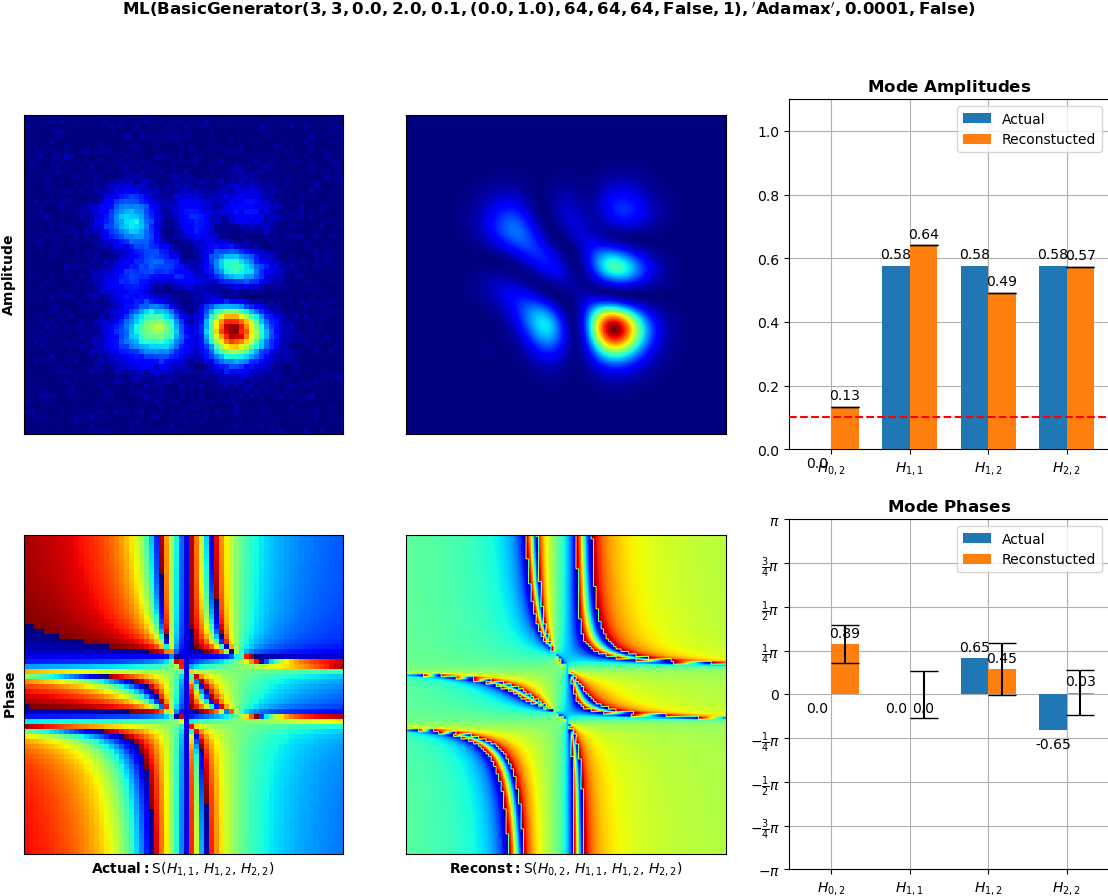 ML(BasicGenerator(3, 3, 0.0, 2.0, 0.1, (0.0, 1.0), 64, 64, 64, False, 1), ′Adamax′, 0.0001, False)
Amplitude
Mode Amplitudes
Actual
Reconstucted
1.0
0.8
0.6
0.4
0.2
0.0
0.0
0.13
0.58
0.64
0.58
0.49
0.58
0.57
H0, 2
H1, 1
H1, 2
H2, 2
Phase
Actual: S(H1, 1, H1, 2, H2, 2)
Reconst: S(H0, 2, H1, 1, H1, 2, H2, 2)
Mode Phases
Actual
Reconstucted
π
3/4π
1/2π
1/4π
0
−1/4π
−1/2π
−3/4π
−π
0.0
0.89
0.0
0.0
0.65
0.45
-0.65
0.03
H0, 2
H1, 1
H1, 2
H2, 2